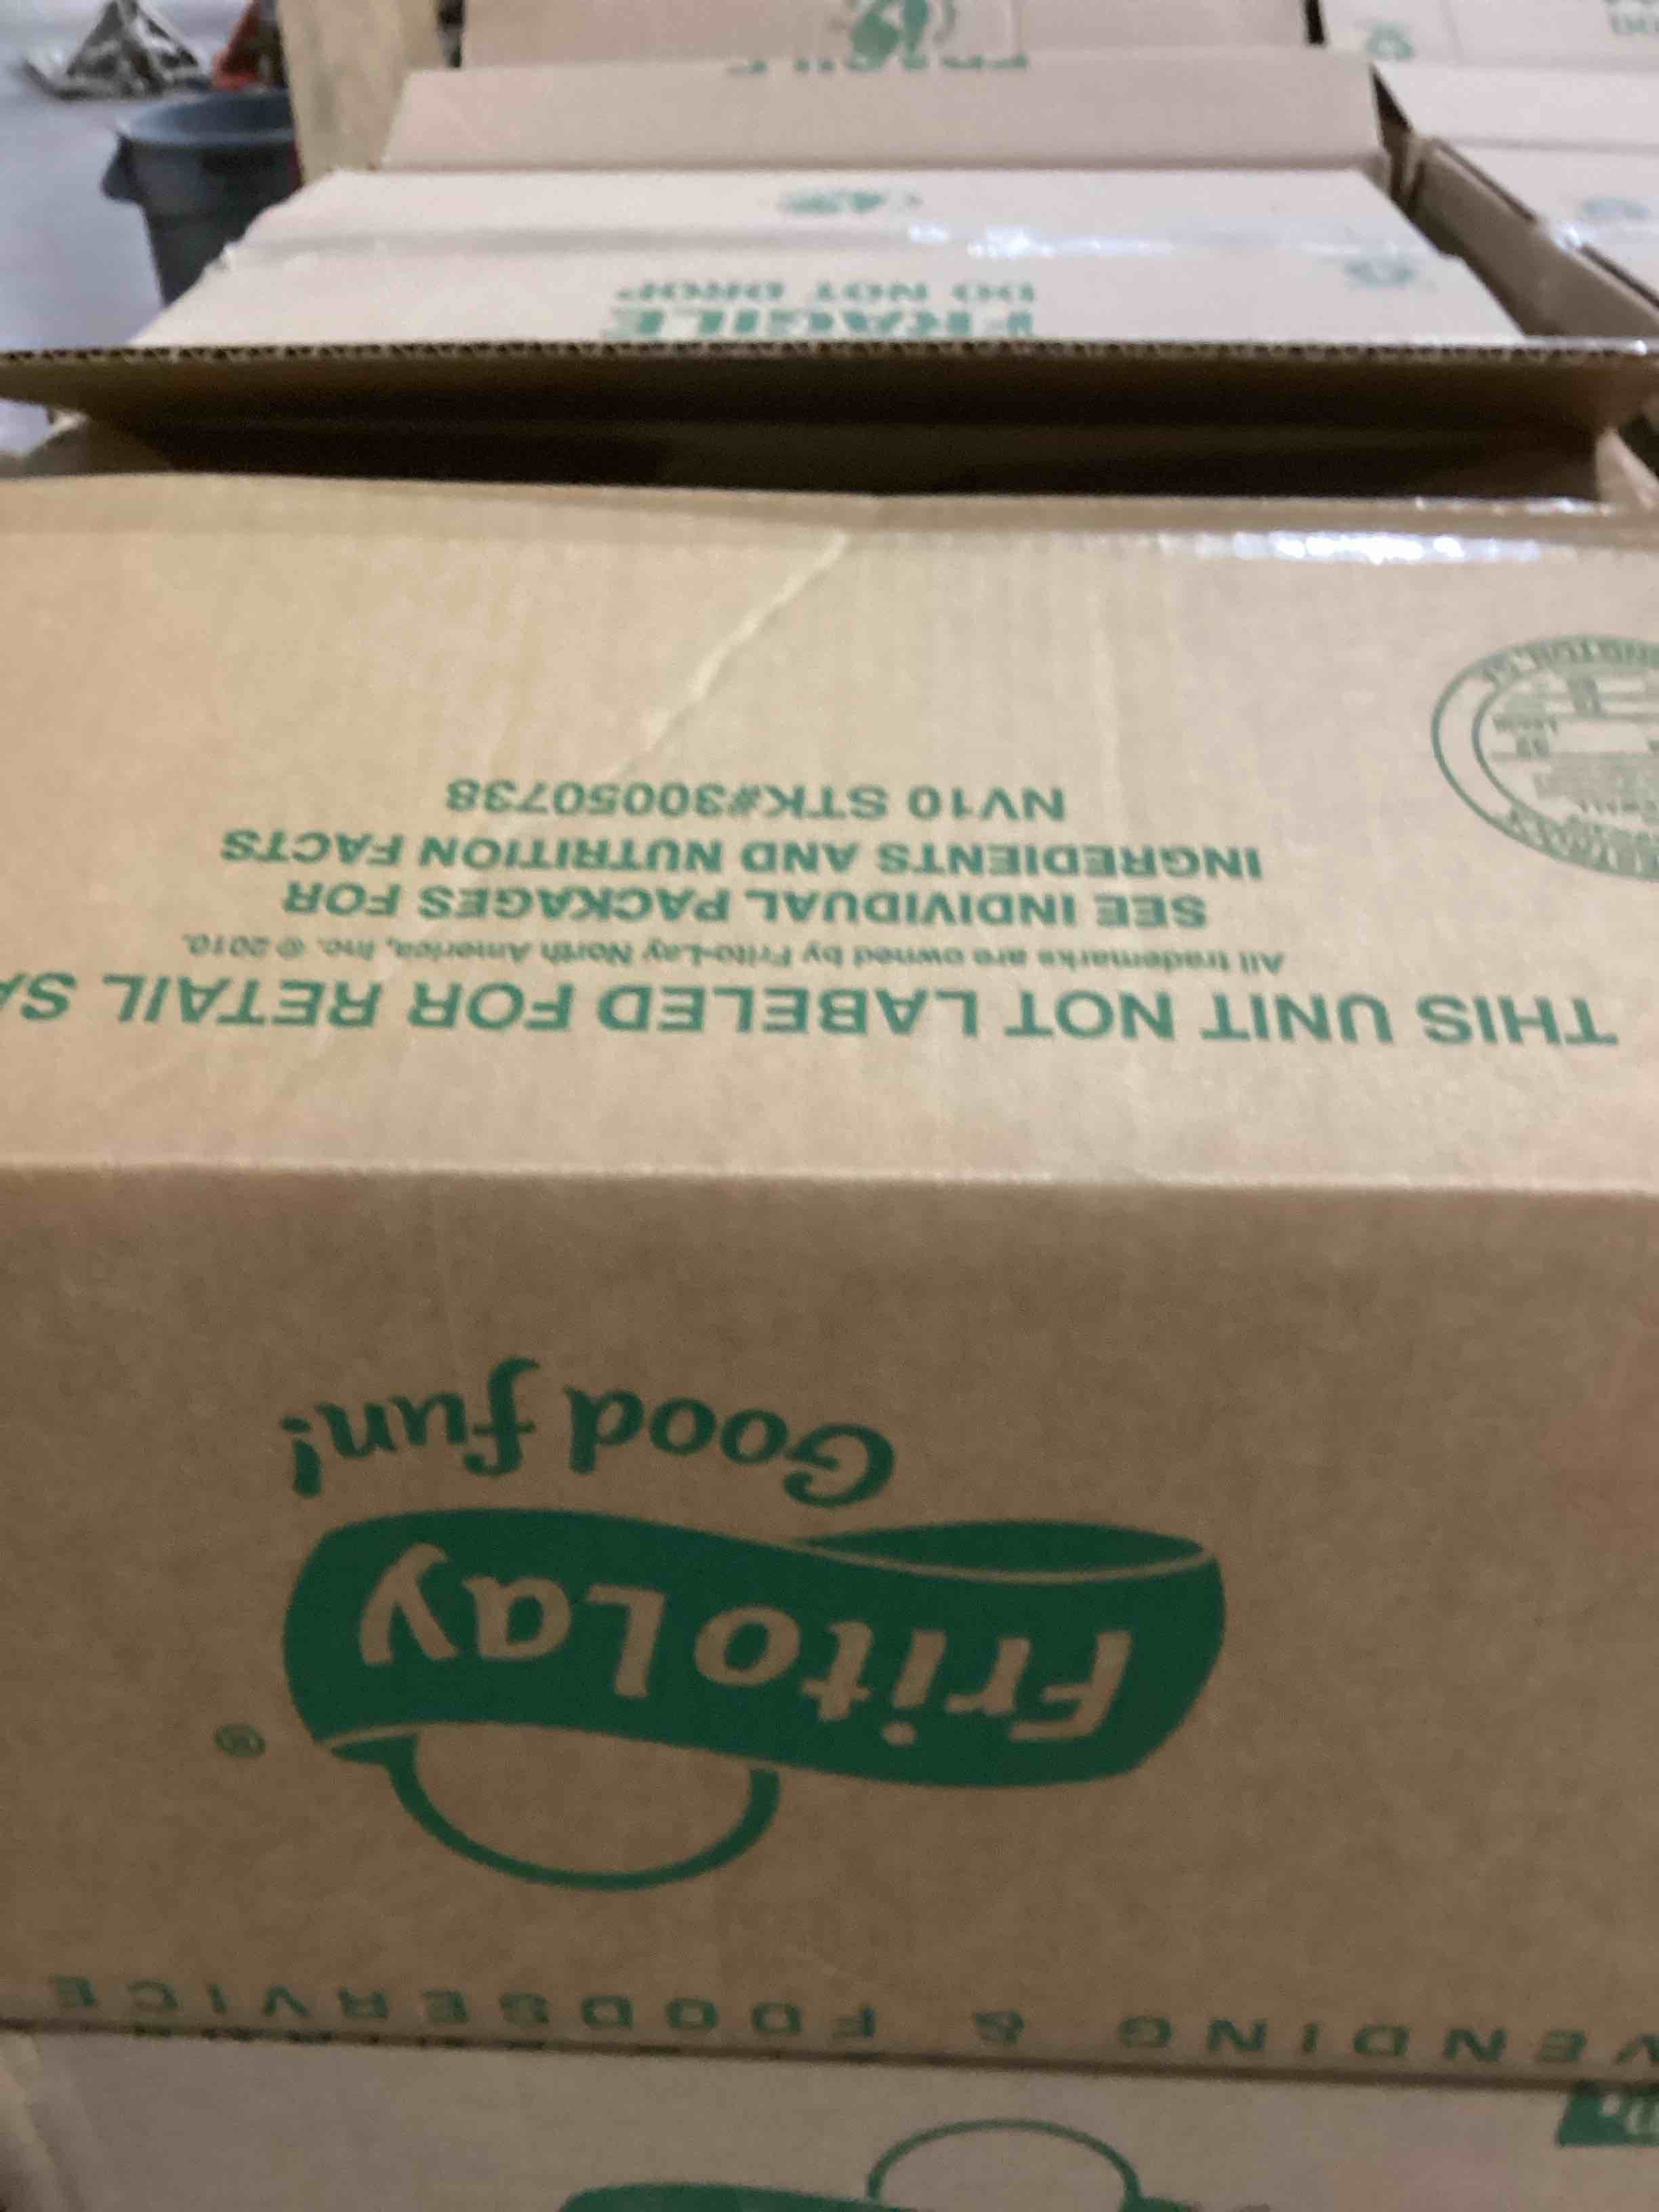 VENDING & FOODSERVICE
FritoLay
®
Good fun!
THIS UNIT NOT LABELED FOR RETAIL SA
All trademarks are owned by Frito-Lay North America, Inc. © 2010.
SEE INDIVIDUAL PACKAGES FOR
INGREDIENTS AND NUTRITION FACTS
NV10 STK#30050738
FRAGILE
DO NOT DROP